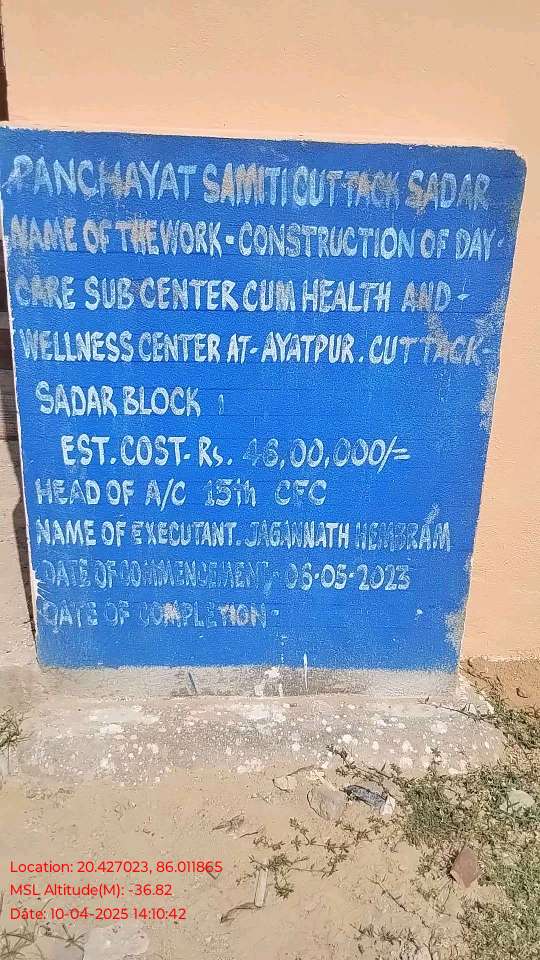 PANCHAYAT SAMITI CUTTACK SADAR
NAME OF THE WORK - CONSTRUCTION OF DAY -
CARE SUB CENTER CUM HEALTH AND -
WELLNESS CENTER AT - AYATPUR. CUTTACK -
SADAR BLOCK
EST. COST - Rs. 48,00,000/=
HEAD OF A/C 15th CFC
NAME OF EXECUTANT. JAGANNATH HEMBRAM
DATE OF COMMENCEMENT - 06-05-2023
DATE OF COMPLETION -
Location: 20.427023, 86.011865
MSL Altitude(M): -36.82
Date: 10-04-2025 14:10:42